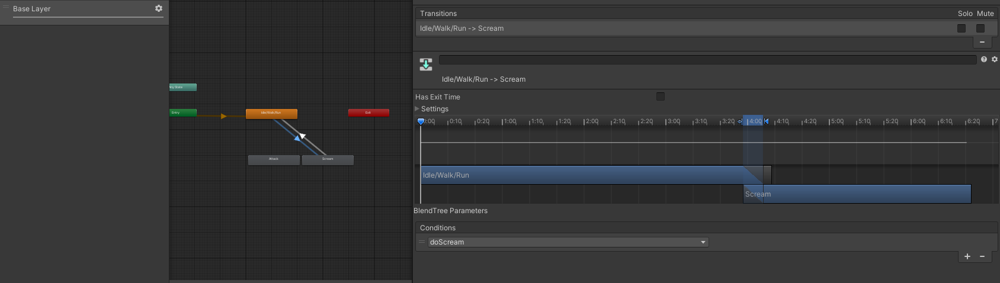 Base Layer
Any State
Entry
Idle/Walk/Run
Exit
Attack
Scream
Transitions
Solo Mute
Idle/Walk/Run -> Scream
Idle/Walk/Run -> Scream
Has Exit Time
Settings
0:00 0:10 0:20 1:00 1:10 1:20 2:00 2:10 2:20 3:00 3:10 3:20 4:00 4:10 4:20 5:00 5:10 5:20 6:00 6:10 6:20 7
Idle/Walk/Run
Scream
BlendTree Parameters
Conditions
doScream